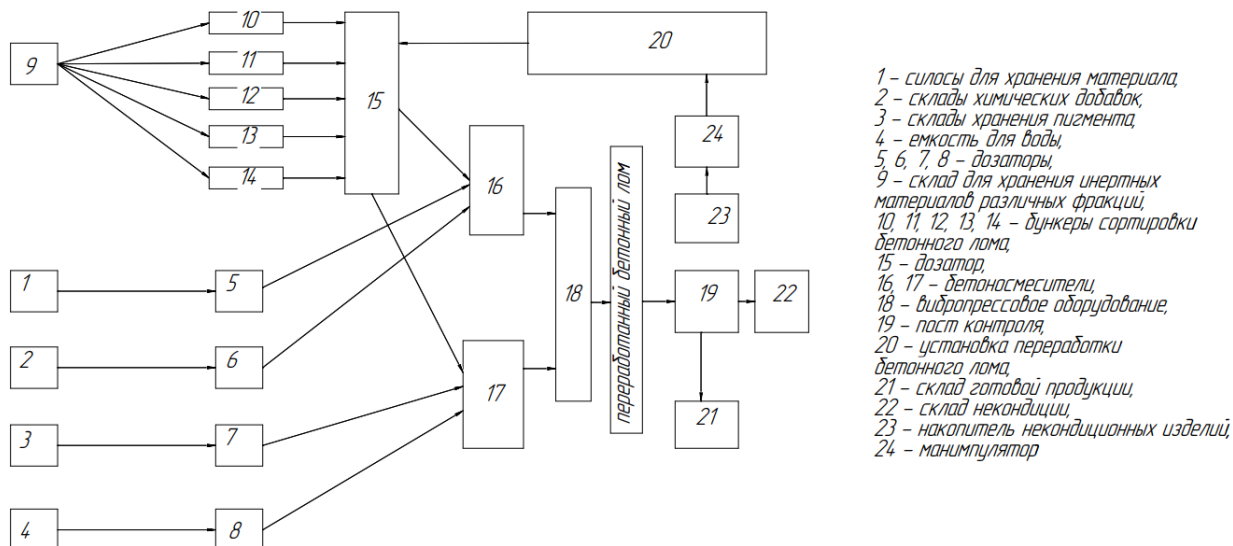 10
9
11
12
13
14
15
20
16
24
23
1
5
2
6
3
7
4
8
17
18
переработанный бетонный лом
19
22
21
1 – силосы для хранения материала,
2 – склады химических добавок,
3 – склады хранения пигмента,
4 – емкость для воды,
5, 6, 7, 8 – дозаторы,
9 – склад для хранения инертных
материалов различных фракций,
10, 11, 12, 13, 14 – бункеры сортировки
бетонного лома,
15 – дозатор,
16, 17 – бетоносмесители,
18 – вибропрессовое оборудование,
19 – пост контроля,
20 – установка переработки
бетонного лома,
21 – склад готовой продукции,
22 – склад некондиции,
23 – накопитель некондиционных изделий,
24 – манимпулятор